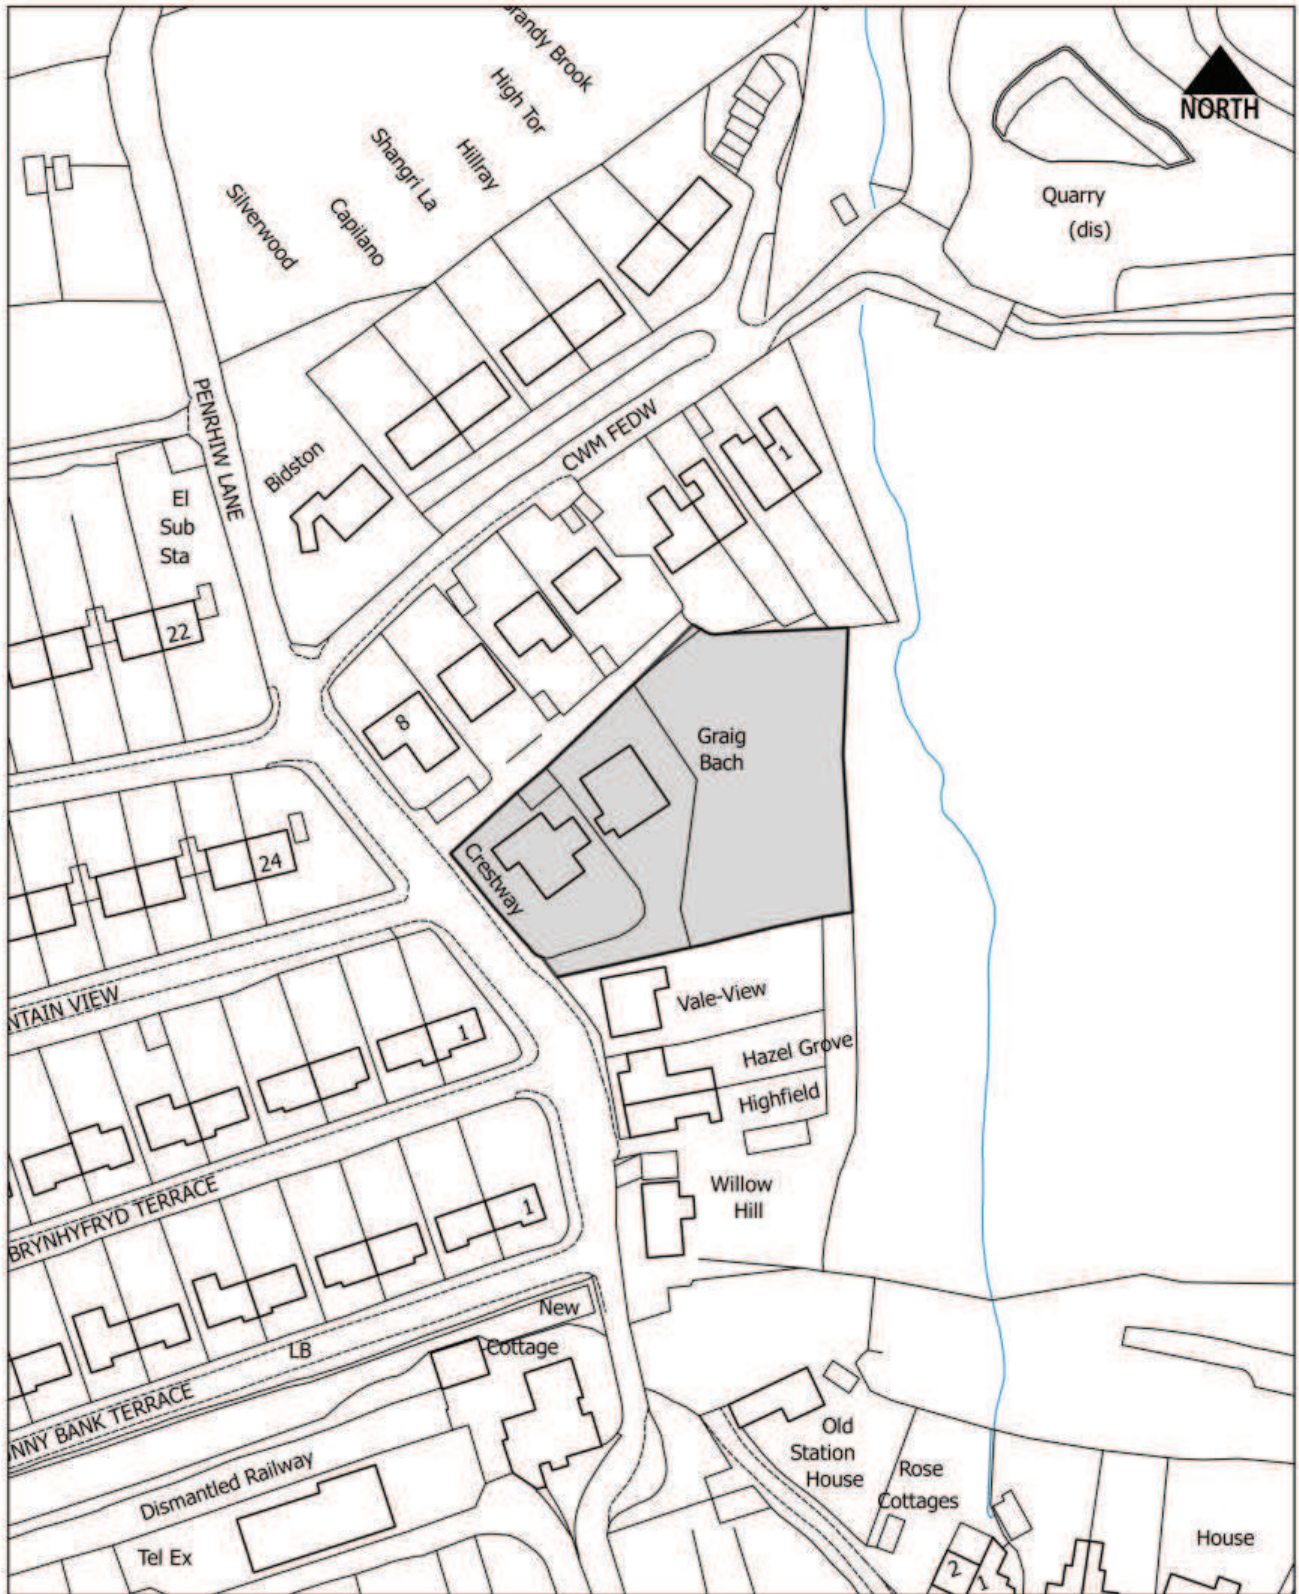 Brandy Brook
High Tor
Hillray
Shangri La
Capilano
Silverwood
NORTH
Quarry
(dis)
PENRHIW LANE
Bidston
CWM FEDW
1
El
Sub
Sta
22
8
Graig
Bach
Crestway
24
NTAIN VIEW
Vale-View
1
Hazel Grove
Highfield
BRYNHYFRYD TERRACE
Willow
Hill
1
New
Cottage
LB
NNY BANK TERRACE
Old
Station
House
Rose
Cottages
Dismantled Railway
Tel Ex
House
2
1